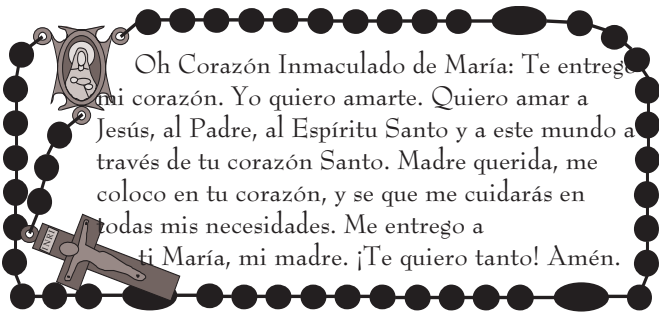 Oh Corazón Inmaculado de María: Te entrego
mi corazón. Yo quiero amarte. Quiero amar a
Jesús, al Padre, al Espíritu Santo y a este mundo a
través de tu corazón Santo. Madre querida, me
coloco en tu corazón, y se que me cuidarás en
todas mis necesidades. Me entrego a
ti María, mi madre. ¡Te quiero tanto! Amén.
INRI